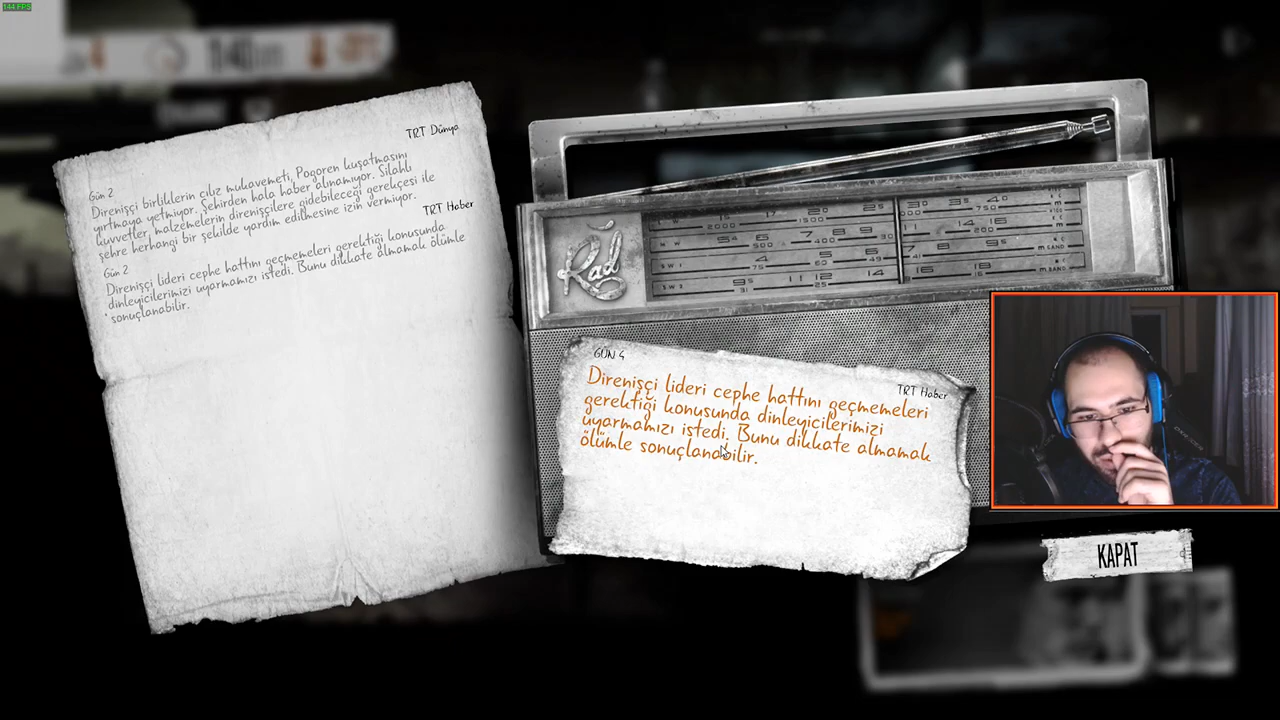 144 FPS
TRT Dünya
Gün 2
Direnişçi birliklerin cılız mukavemeti, Pogoren kuşatmasını
yırtmaya yetmiyor. Şehirden hala haber alınamıyor. Silahlı
kuvvetler, malzemelerin direnişçilere gidebileceği gerekçesi ile
şehre herhangi bir şekilde yardım edilmesine izin vermiyor.
TRT Haber
Gün 2
Direnişçi lideri cephe hattını geçmemeleri gerektiği konusunda
dinleyicilerimizi uyarmamızı istedi. Bunu dikkate almamak ölümle
sonuçlanabilir.
Rad
GÜN 4
TRT Haber
Direnişçi lideri cephe hattını geçmemeleri
gerektiği konusunda dinleyicilerimizi
uyarmamızı istedi. Bunu dikkate almamak
ölümle sonuçlanabilir.
KAPAT